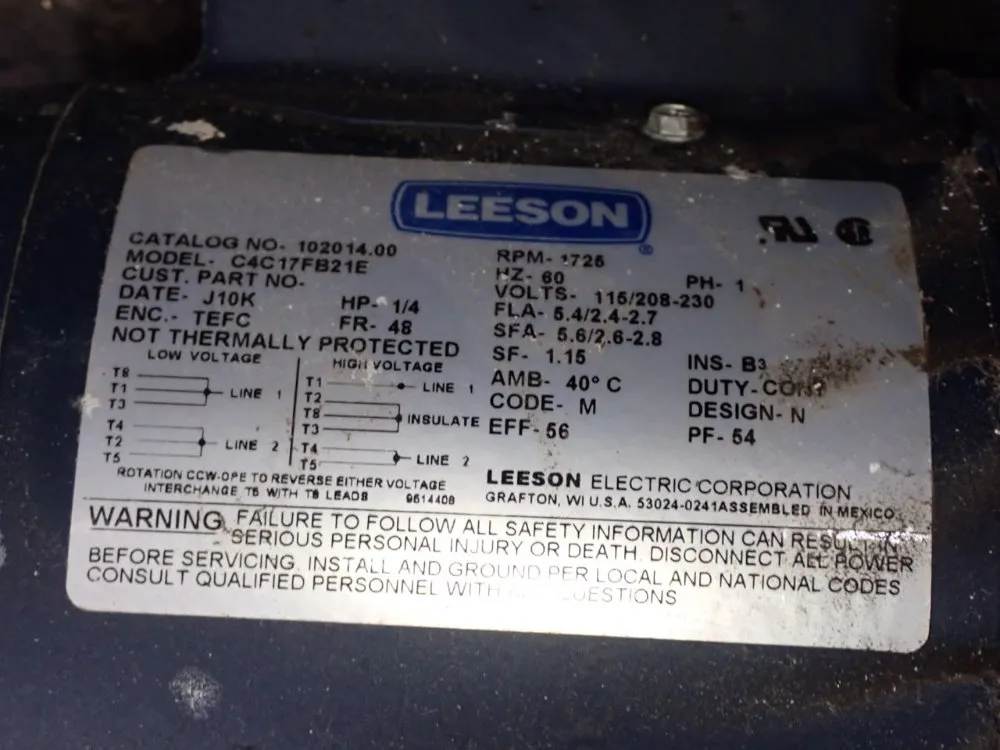 LEESON
®
CATALOG NO- 102014.00
MODEL- C4C17FB21E
CUST. PART NO-
DATE- J10K HP- 1/4
ENC.- TEFC FR- 48
NOT THERMALLY PROTECTED
LOW VOLTAGE
T8
T1 LINE 1
T3
T4
T2 LINE 2
T5
HIGH VOLTAGE
T1 LINE 1
T2
T8 INSULATE
T3
T4
T5 LINE 2
ROTATION CCW-OPE TO REVERSE EITHER VOLTAGE
INTERCHANGE T5 WITH T8 LEADS 9614408
RPM- 1725
HZ- 60 PH- 1
VOLTS- 115/208-230
FLA- 5.4/2.4-2.7
SFA- 5.6/2.6-2.8
SF- 1.15 INS- B3
AMB- 40° C DUTY- CONT
CODE- M DESIGN- N
EFF- 56 PF- 54
LEESON ELECTRIC CORPORATION
GRAFTON, WI U.S.A. 53024-0241 ASSEMBLED IN MEXICO
WARNING FAILURE TO FOLLOW ALL SAFETY INFORMATION CAN RESULT IN
SERIOUS PERSONAL INJURY OR DEATH. DISCONNECT ALL POWER
BEFORE SERVICING. INSTALL AND GROUND PER LOCAL AND NATIONAL CODES
CONSULT QUALIFIED PERSONNEL WITH QUESTIONS